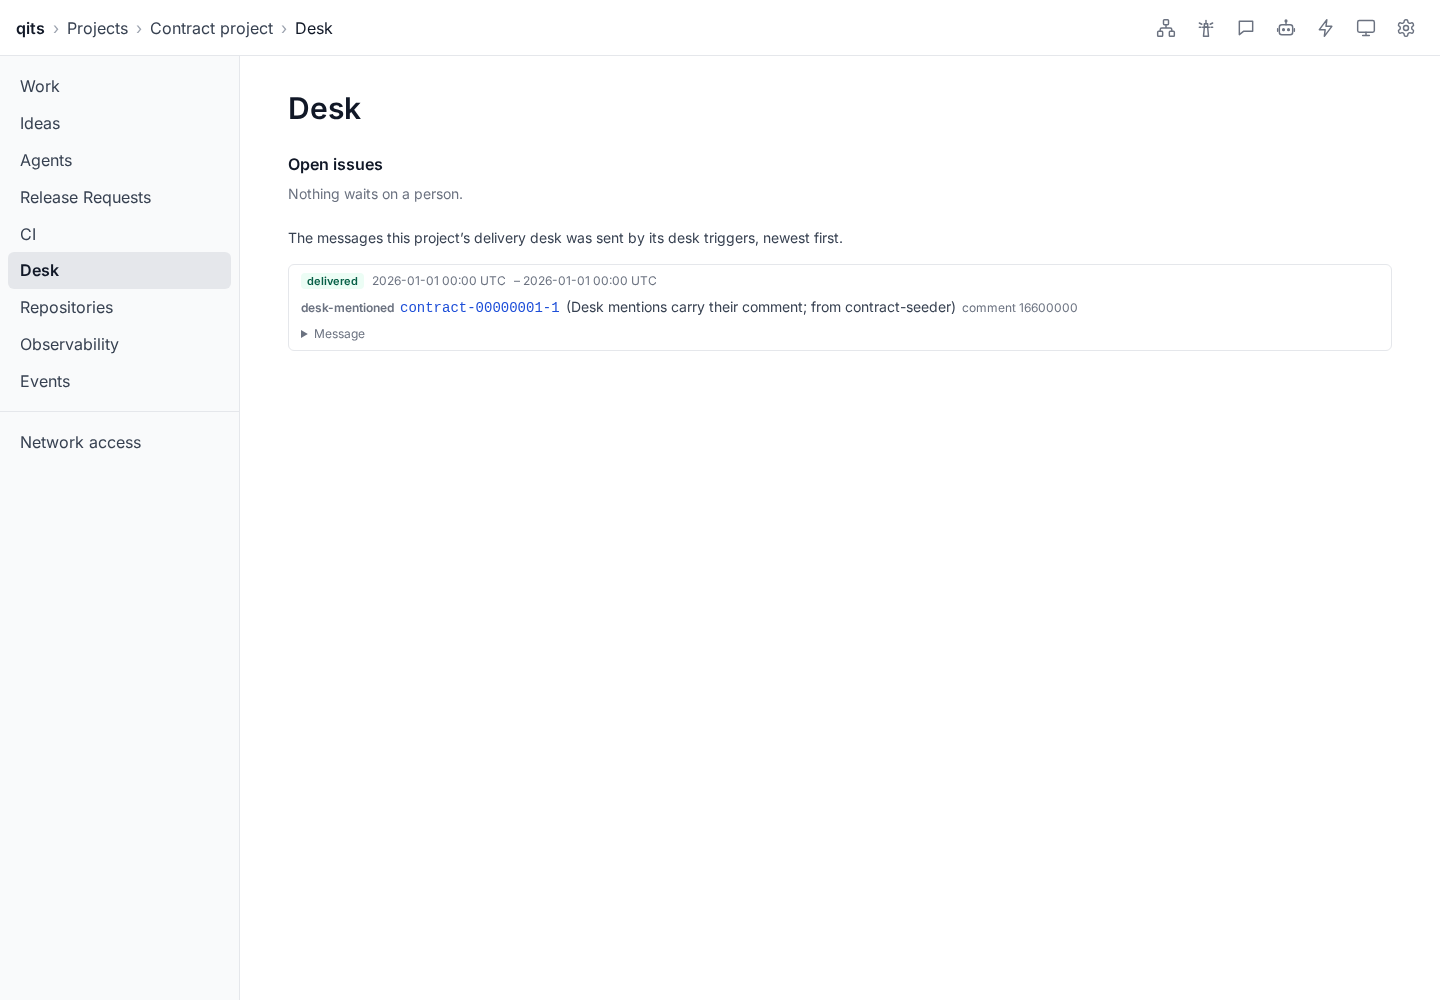 qits › Projects › Contract project › Desk
Work
Ideas
Agents
Release Requests
CI
Desk
Repositories
Observability
Events
Network access
Desk
Open issues
Nothing waits on a person.
The messages this project’s delivery desk was sent by its desk triggers, newest first.
delivered 2026-01-01 00:00 UTC – 2026-01-01 00:00 UTC
desk-mentioned contract-00000001-1 (Desk mentions carry their comment; from contract-seeder) comment 16600000
Message